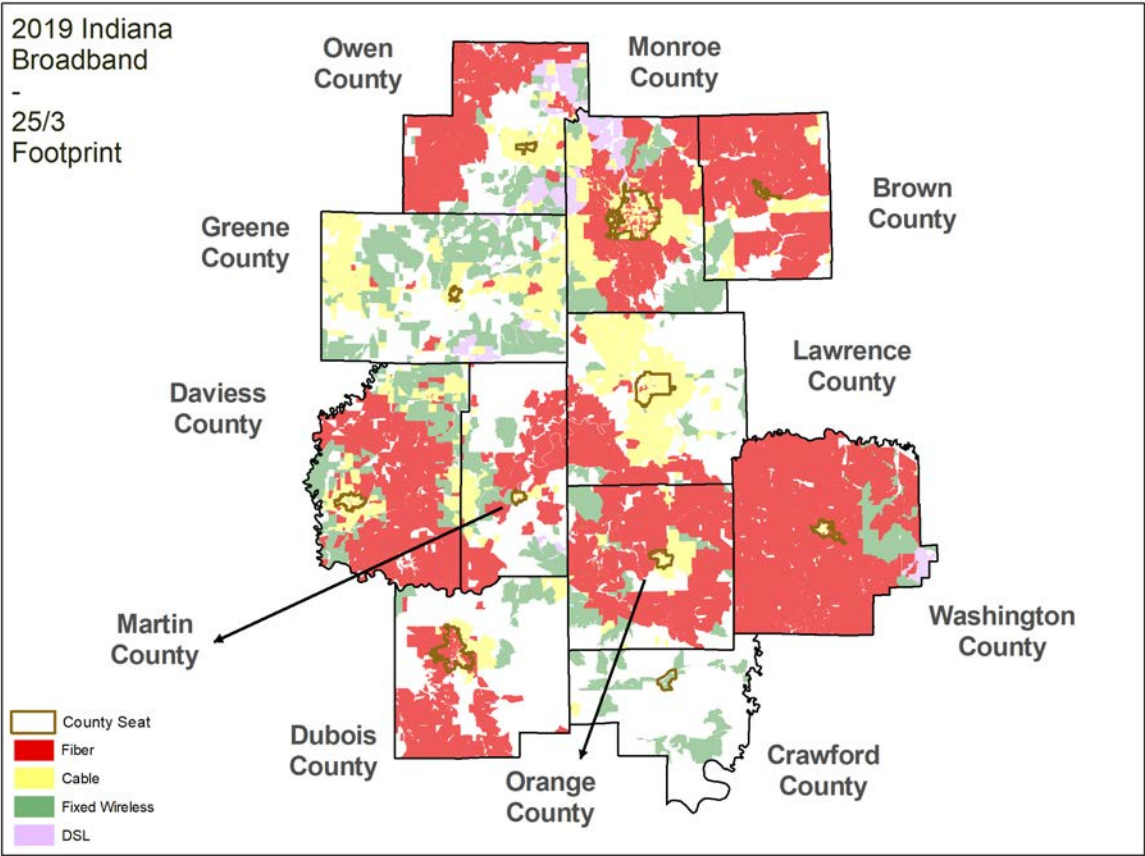 2019 Indiana
Broadband
-
25/3
Footprint
Owen
County
Monroe
County
Brown
County
Greene
County
Lawrence
County
Daviess
County
Martin
County
Washington
County
Dubois
County
Orange
County
Crawford
County
County Seat
Fiber
Cable
Fixed Wireless
DSL